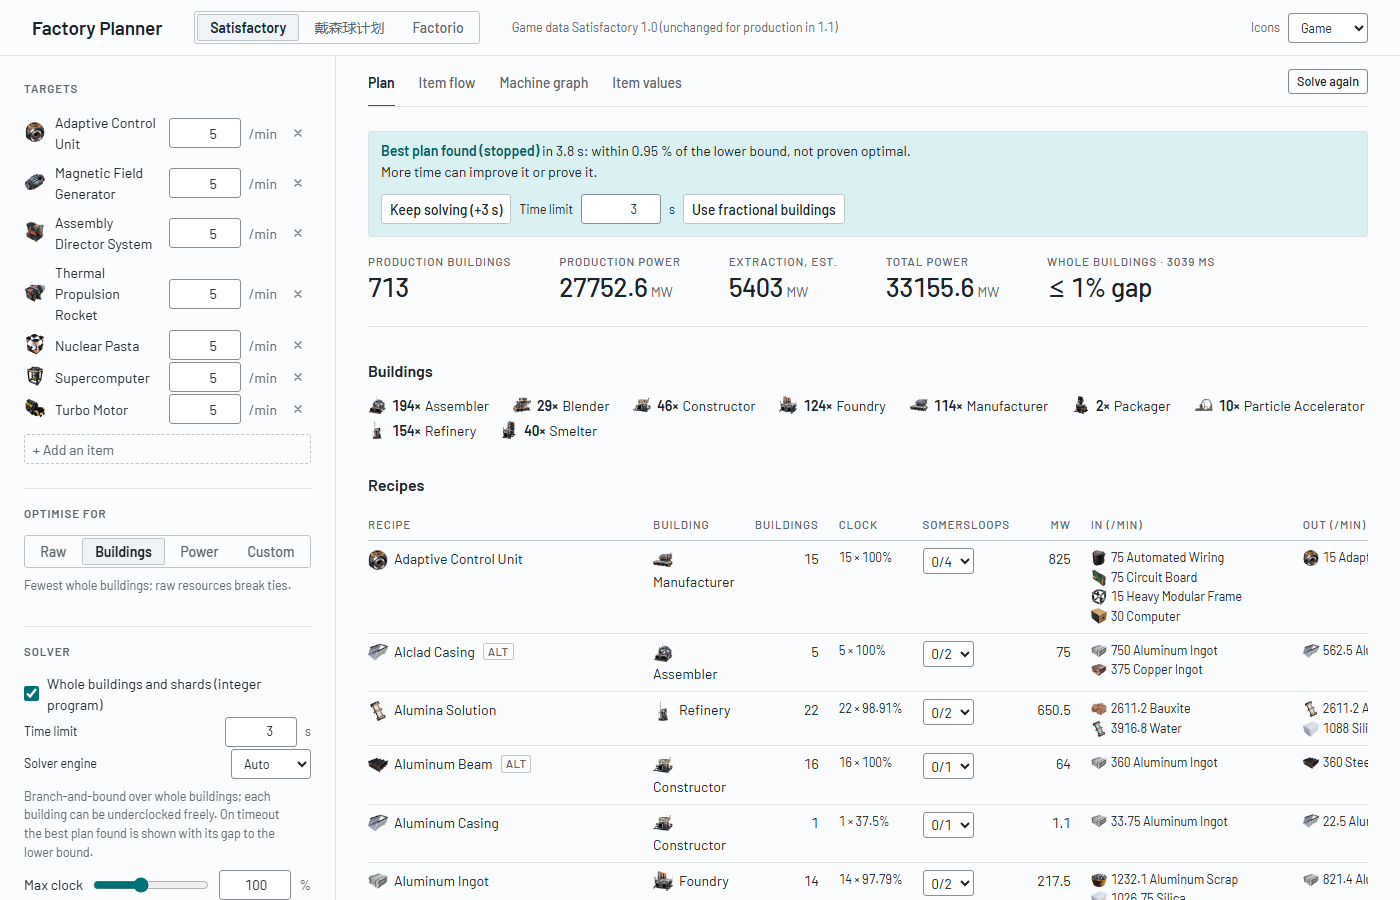 Factory Planner
Satisfactory
戴森球计划
Factorio
Game data Satisfactory 1.0 (unchanged for production in 1.1)
Icons
Game
TARGETS
Adaptive Control
Unit
5 /min ×
Magnetic Field
Generator
5 /min ×
Assembly
Director System
5 /min ×
Thermal
Propulsion
Rocket
5 /min ×
Nuclear Pasta 5 /min ×
Supercomputer 5 /min ×
Turbo Motor 5 /min ×
+ Add an item
OPTIMISE FOR
Raw Buildings Power Custom
Fewest whole buildings; raw resources break ties.
SOLVER
Whole buildings and shards (integer
program)
Time limit 3 s
Solver engine Auto
Branch-and-bound over whole buildings; each
building can be underclocked freely. On timeout
the best plan found is shown with its gap to the
lower bound.
Max clock 100 %
Plan Item flow Machine graph Item values
Solve again
Best plan found (stopped) in 3.8 s: within 0.95 % of the lower bound, not proven optimal.
More time can improve it or prove it.
Keep solving (+3 s) Time limit 3 s Use fractional buildings
PRODUCTION BUILDINGS
713
PRODUCTION POWER
27752.6 MW
EXTRACTION, EST.
5403 MW
TOTAL POWER
33155.6 MW
WHOLE BUILDINGS · 3039 MS
≤ 1% gap
Buildings
194× Assembler 29× Blender 46× Constructor 124× Foundry 114× Manufacturer 2× Packager 10× Particle Accelerator
154× Refinery 40× Smelter
Recipes
RECIPE BUILDING BUILDINGS CLOCK SOMERSLOOPS MW IN (/MIN) OUT (/MIN)
Adaptive Control Unit Manufacturer 15 15 × 100% 0/4 825
75 Automated Wiring
75 Circuit Board
15 Heavy Modular Frame
30 Computer
15 Adapt
Alclad Casing ALT Assembler 5 5 × 100% 0/2 75
750 Aluminum Ingot
375 Copper Ingot
562.5 Alu
Alumina Solution Refinery 22 22 × 98.91% 0/2 650.5
2611.2 Bauxite
3916.8 Water
2611.2 A
1088 Sili
Aluminum Beam ALT Constructor 16 16 × 100% 0/1 64
360 Aluminum Ingot
360 Stee
Aluminum Casing Constructor 1 1 × 37.5% 0/1 1.1
33.75 Aluminum Ingot
22.5 Alu
Aluminum Ingot Foundry 14 14 × 97.79% 0/2 217.5
1232.1 Aluminum Scrap
1026.75 Silica
821.4 Al